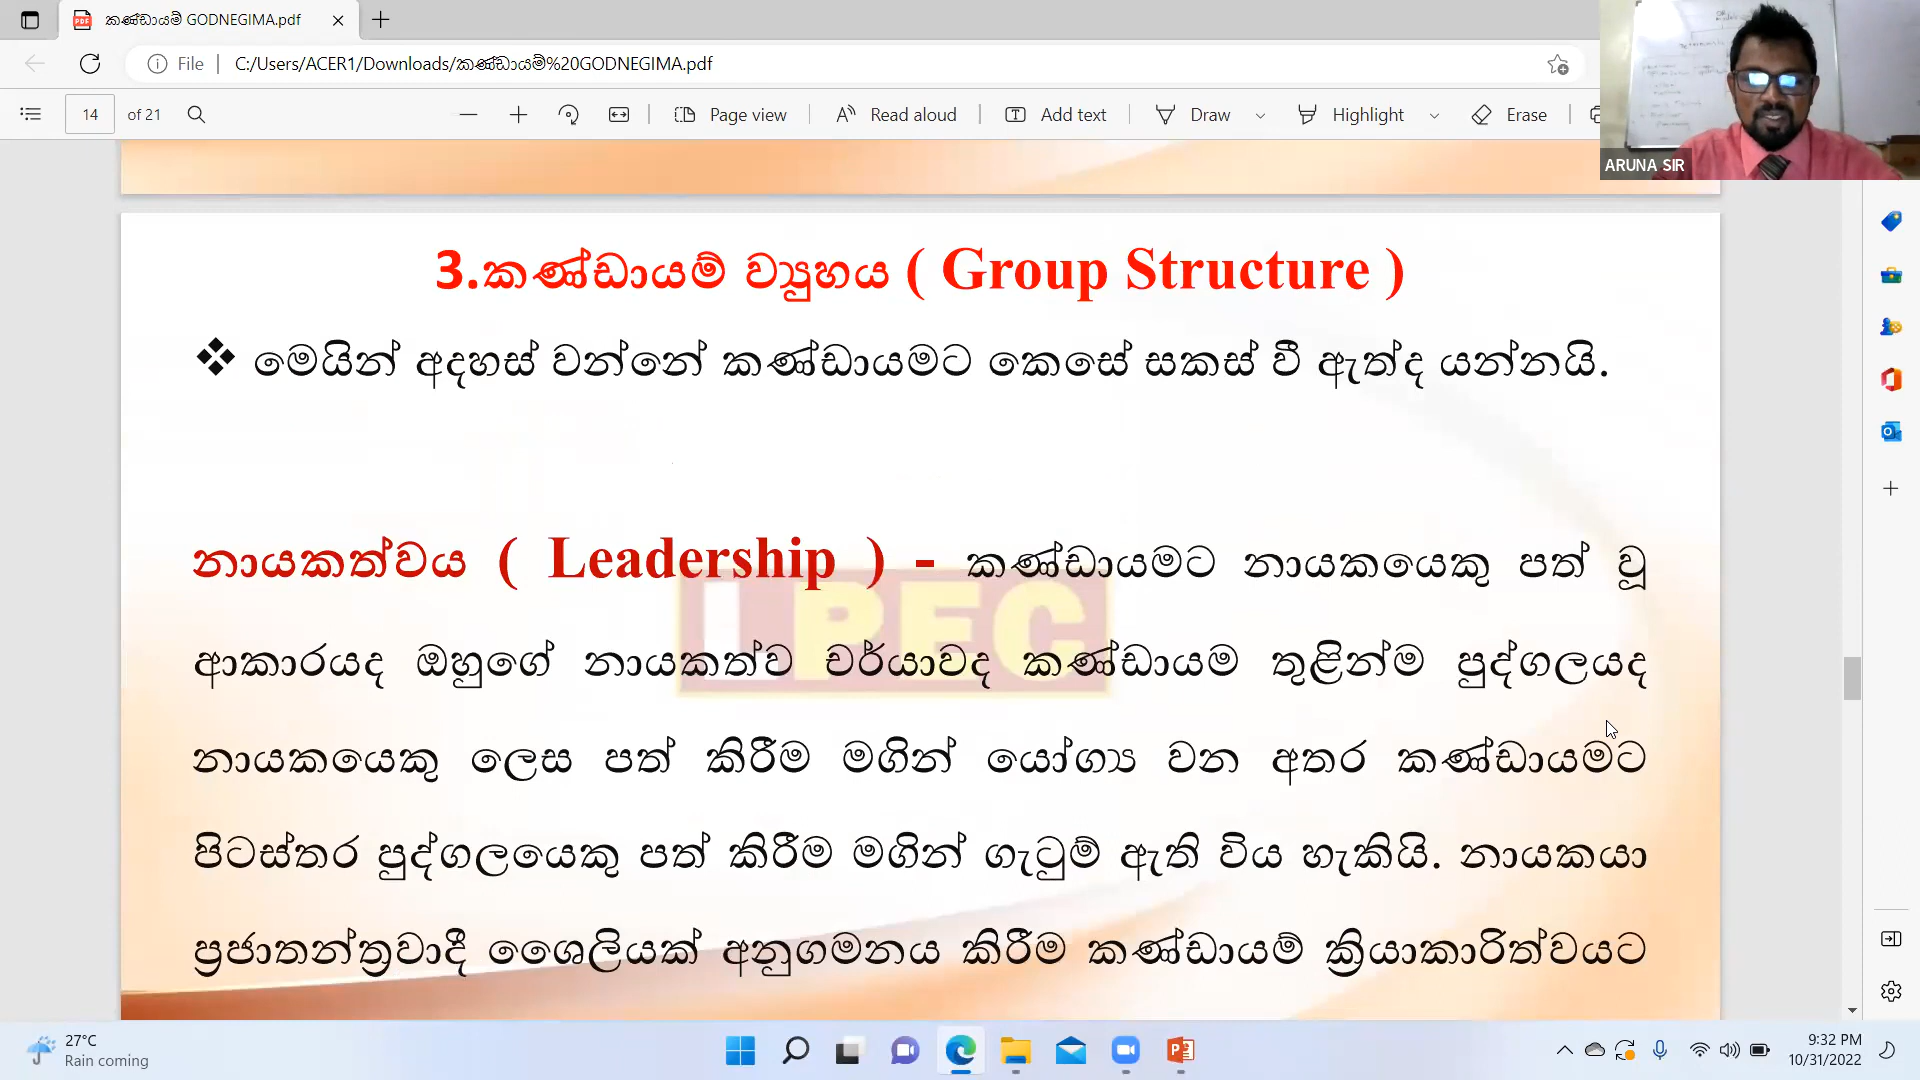 කණ්ඩායම් GODNEGIMA.pdf
File
C:/Users/ACER1/Downloads/කණ්ඩායම්%20GODNEGIMA.pdf
14 of 21
Page view
Read aloud
Add text
Draw
Highlight
Erase
ARUNA SIR
3.කණ්ඩායම් ව්‍යුහය ( Group Structure )
❖ මෙයින් අදහස් වන්නේ කණ්ඩායමට කෙසේ සකස් වී ඇත්ද යන්නයි.
නායකත්වය ( Leadership ) - කණ්ඩායමට නායකයෙකු පත් වූ
ආකාරයද ඔහුගේ නායකත්ව චර්යාවද කණ්ඩායම තුළින්ම පුද්ගලයද
නායකයෙකු ලෙස පත් කිරීම මගින් යෝග්‍ය වන අතර කණ්ඩායමට
පිටස්තර පුද්ගලයෙකු පත් කිරීම මගින් ගැටුම් ඇති විය හැකියි. නායකයා
ප්‍රජාතන්ත්‍රවාදී ශෛලියක් අනුගමනය කිරීම කණ්ඩායම් ක්‍රියාකාරිත්වයට
IPEC
27°C
Rain coming
9:32 PM
10/31/2022